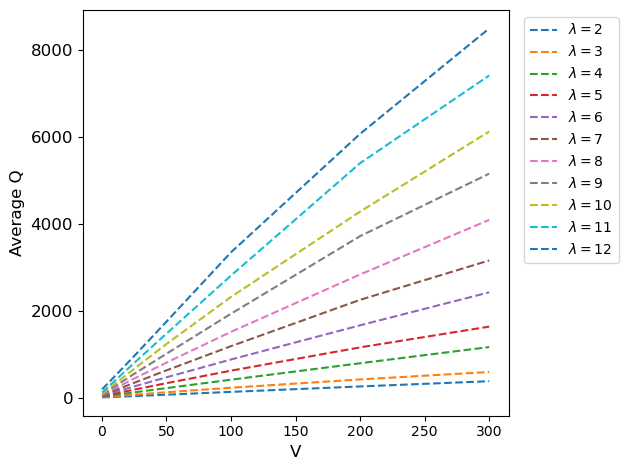 8000
6000
4000
2000
0
Average Q
0 50 100 150 200 250 300
V
λ = 2
λ = 3
λ = 4
λ = 5
λ = 6
λ = 7
λ = 8
λ = 9
λ = 10
λ = 11
λ = 12